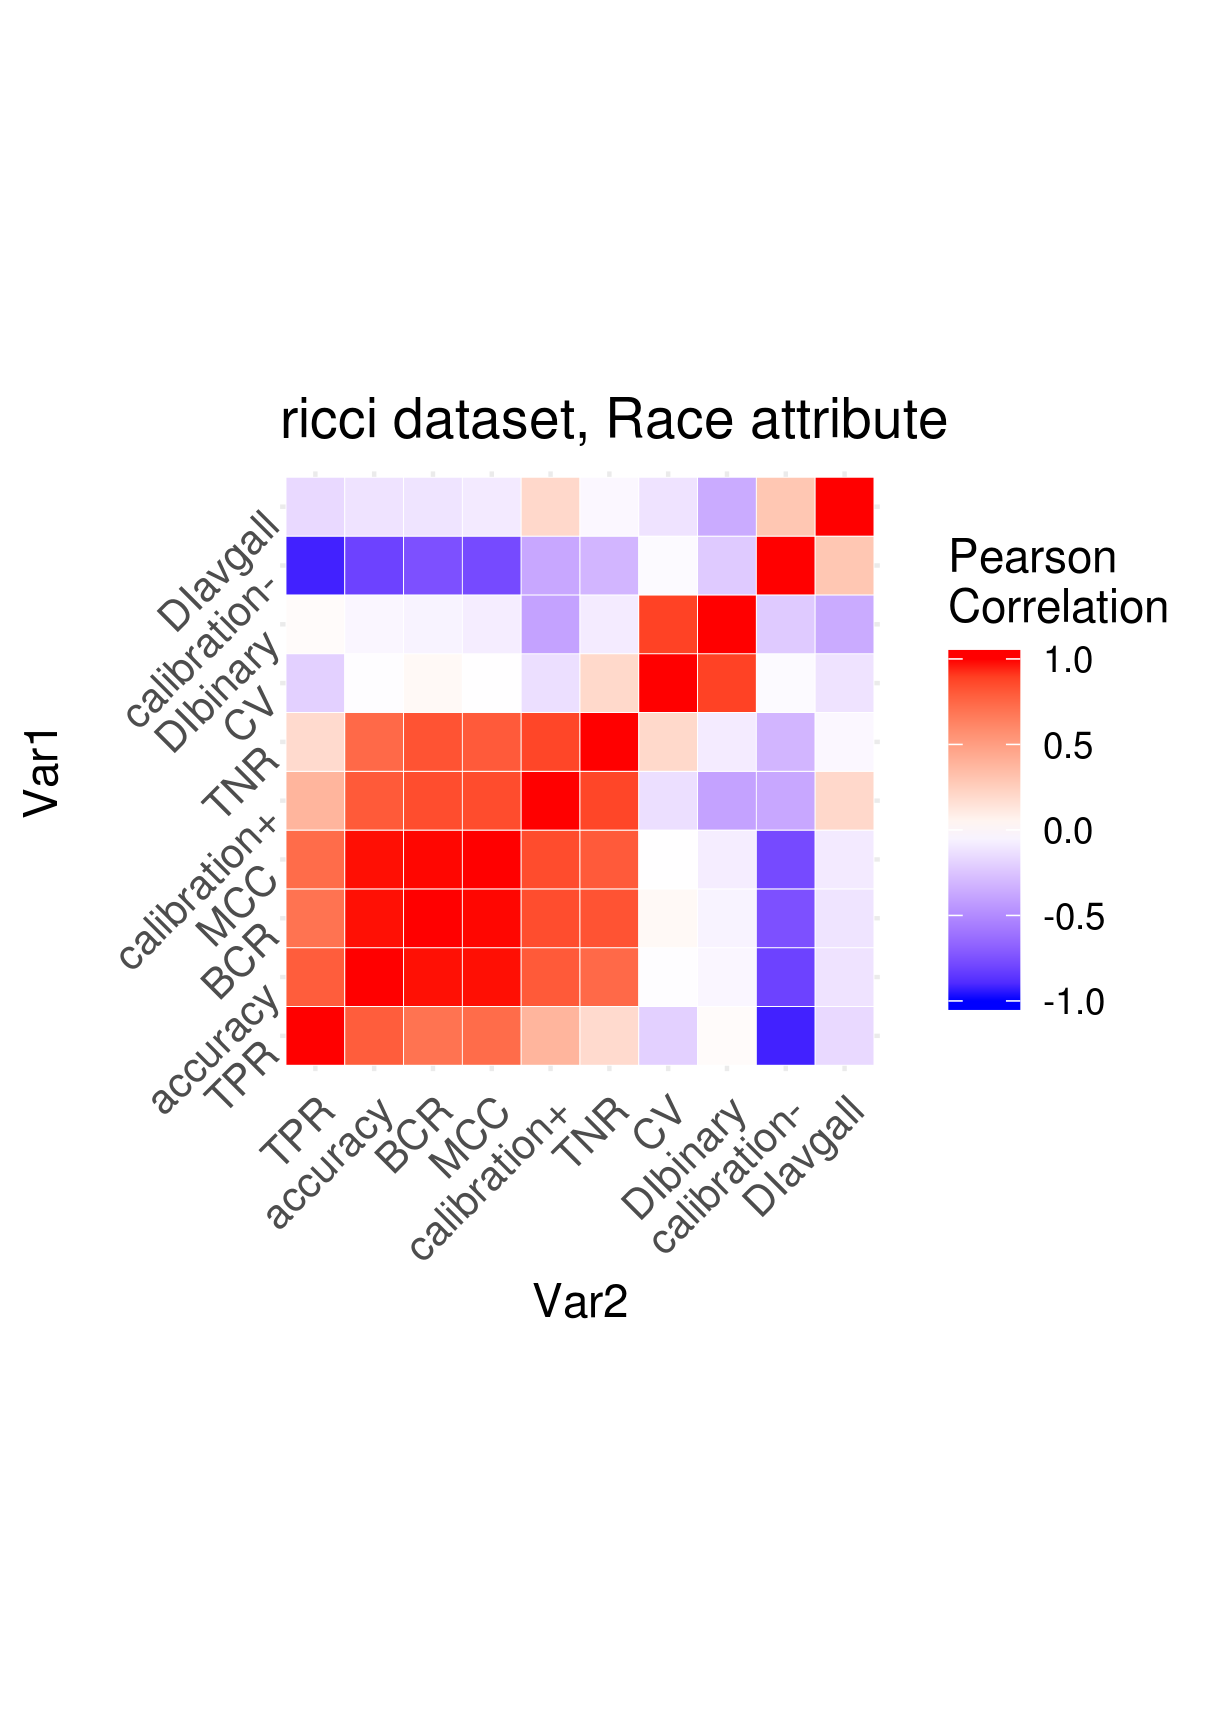 ricci dataset, Race attribute
DIavgall
calibration-
DIbinary
CV
TNR
calibration+
MCC
BCR
accuracy
TPR
Var1
TPR
accuracy
BCR
MCC
calibration+
TNR
CV
DIbinary
calibration-
DIavgall
Var2
Pearson
Correlation
1.0
0.5
0.0
-0.5
-1.0